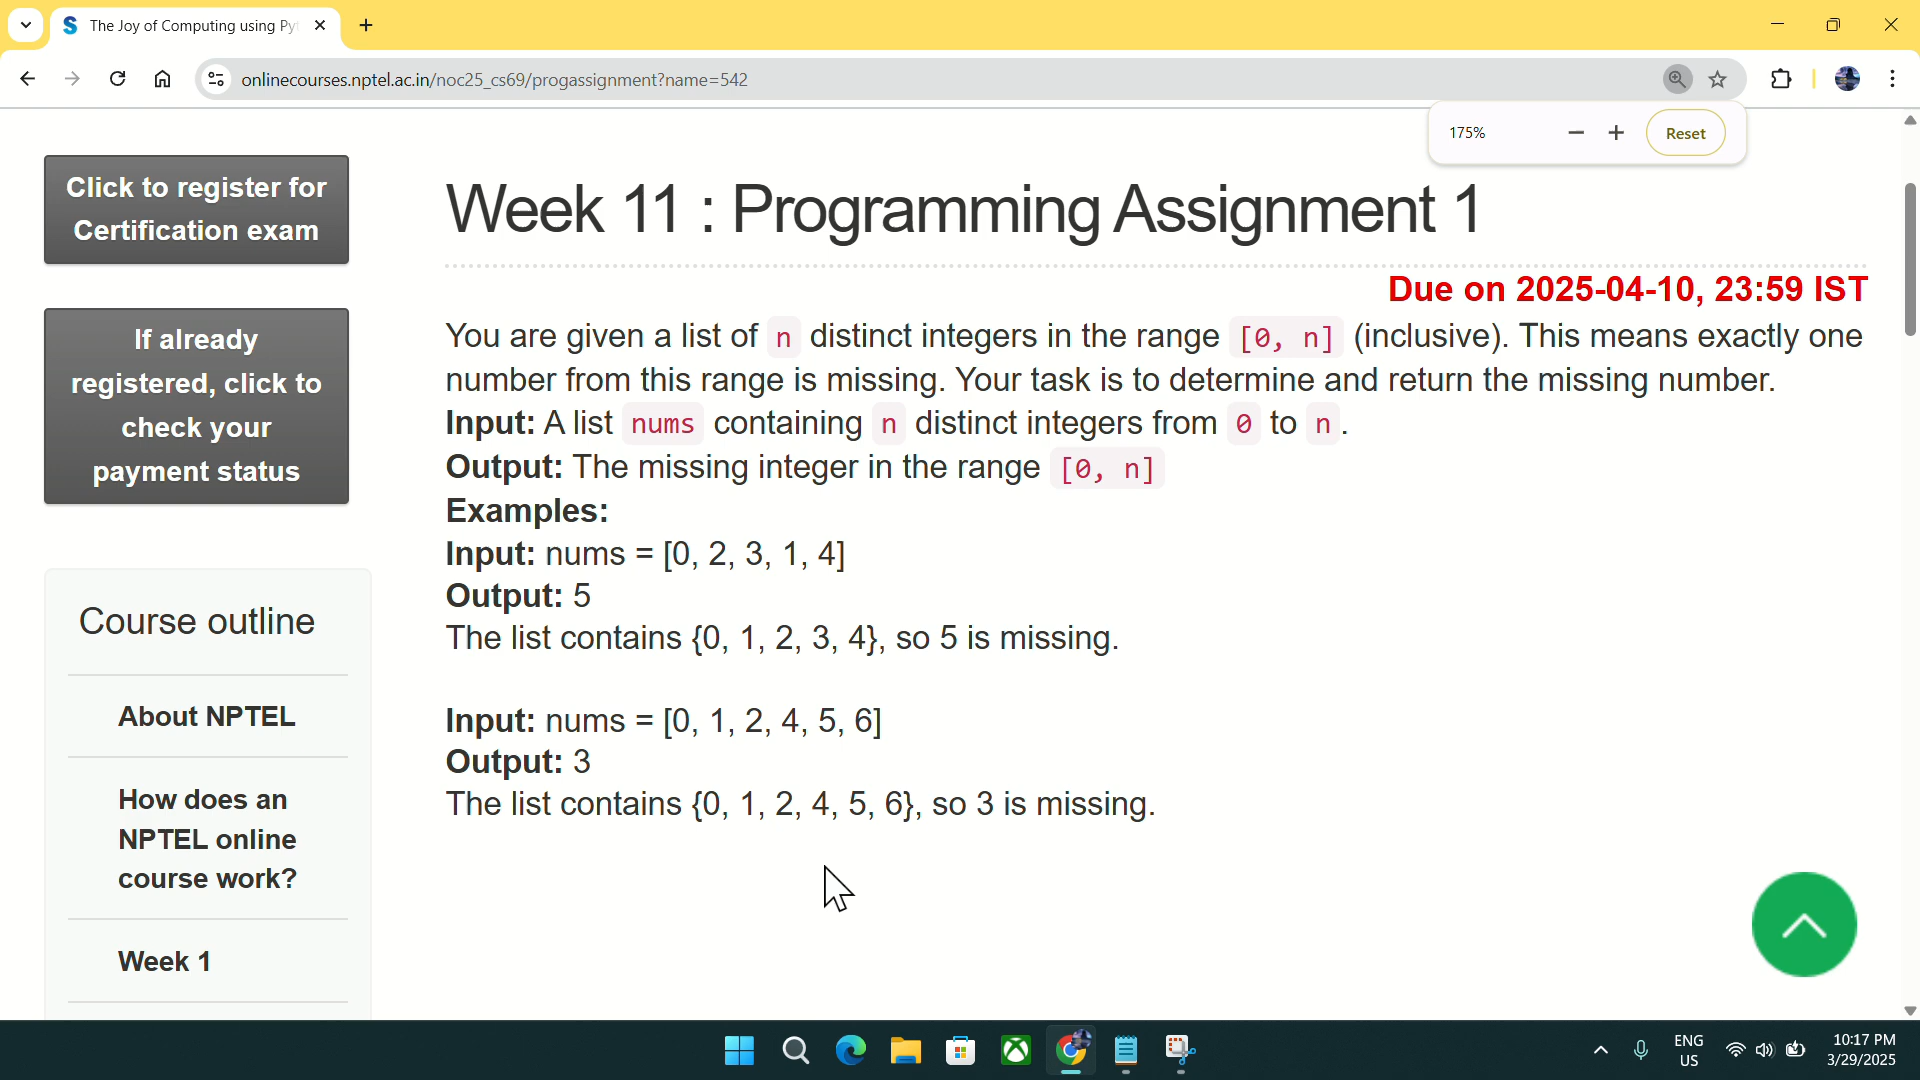 The Joy of Computing using Py
onlinecourses.nptel.ac.in/noc25_cs69/progassignment?name=542
175%
Reset
Click to register for
Certification exam
If already
registered, click to
check your
payment status
Course outline
About NPTEL
How does an
NPTEL online
course work?
Week 1
Week 11 : Programming Assignment 1
Due on 2025-04-10, 23:59 IST
You are given a list of n distinct integers in the range [0, n] (inclusive). This means exactly one
number from this range is missing. Your task is to determine and return the missing number.
Input: A list nums containing n distinct integers from 0 to n.
Output: The missing integer in the range [0, n]
Examples:
Input: nums = [0, 2, 3, 1, 4]
Output: 5
The list contains {0, 1, 2, 3, 4}, so 5 is missing.
Input: nums = [0, 1, 2, 4, 5, 6]
Output: 3
The list contains {0, 1, 2, 4, 5, 6}, so 3 is missing.
ENG
US
10:17 PM
3/29/2025